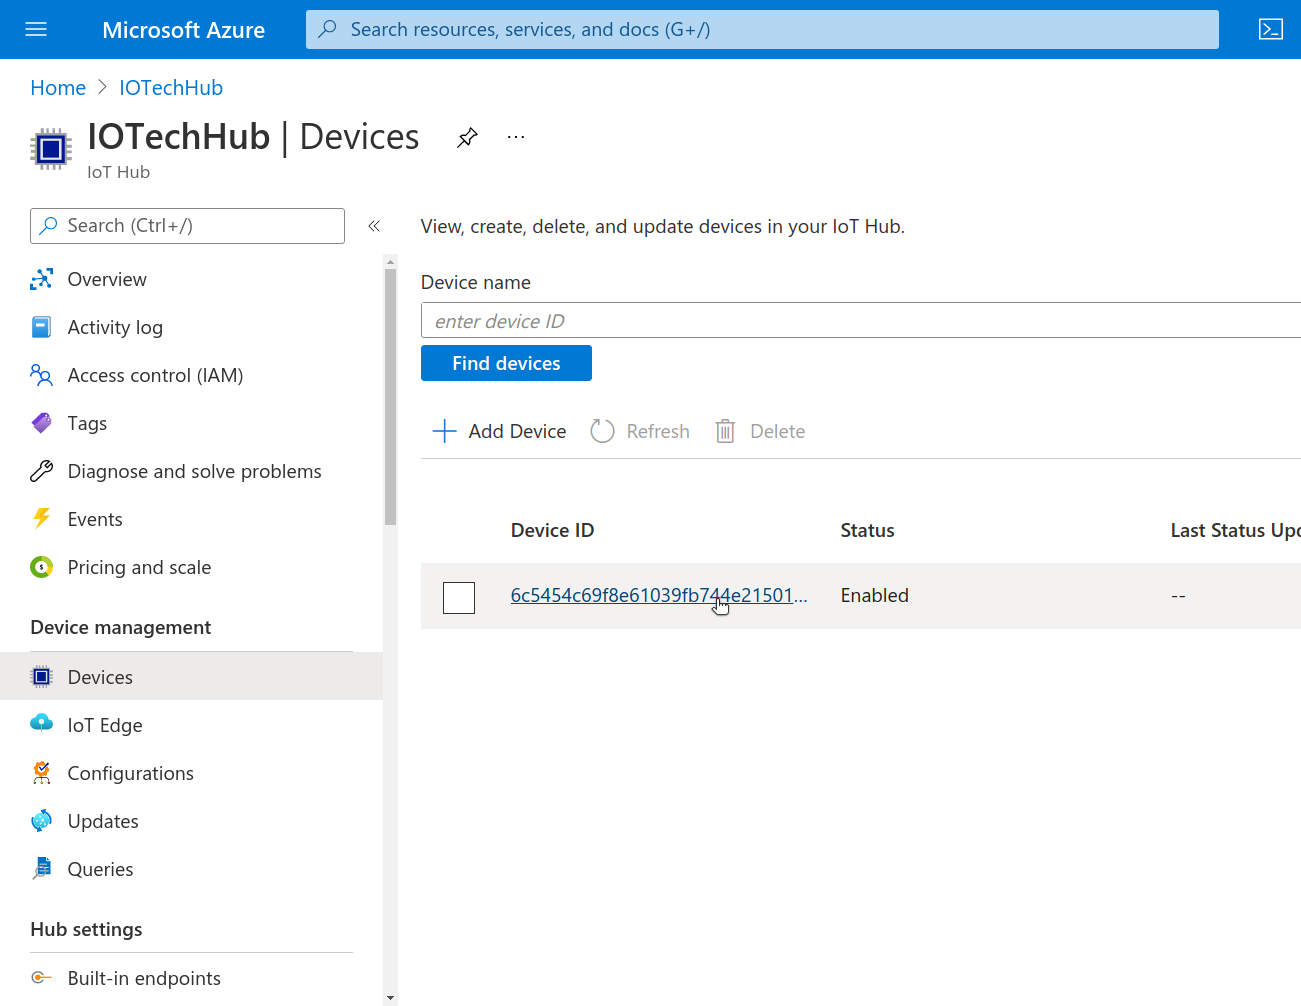 Microsoft Azure
Search resources, services, and docs (G+/)
Home > IOTechHub
IOTechHub | Devices
IoT Hub
Search (Ctrl+/)
Overview
Activity log
Access control (IAM)
Tags
Diagnose and solve problems
Events
Pricing and scale
Device management
Devices
IoT Edge
Configurations
Updates
Queries
Hub settings
Built-in endpoints
View, create, delete, and update devices in your IoT Hub.
Device name
enter device ID
Find devices
Add Device Refresh Delete
Device ID Status Last Status Upd
6c5454c69f8e61039fb744e21501... Enabled --